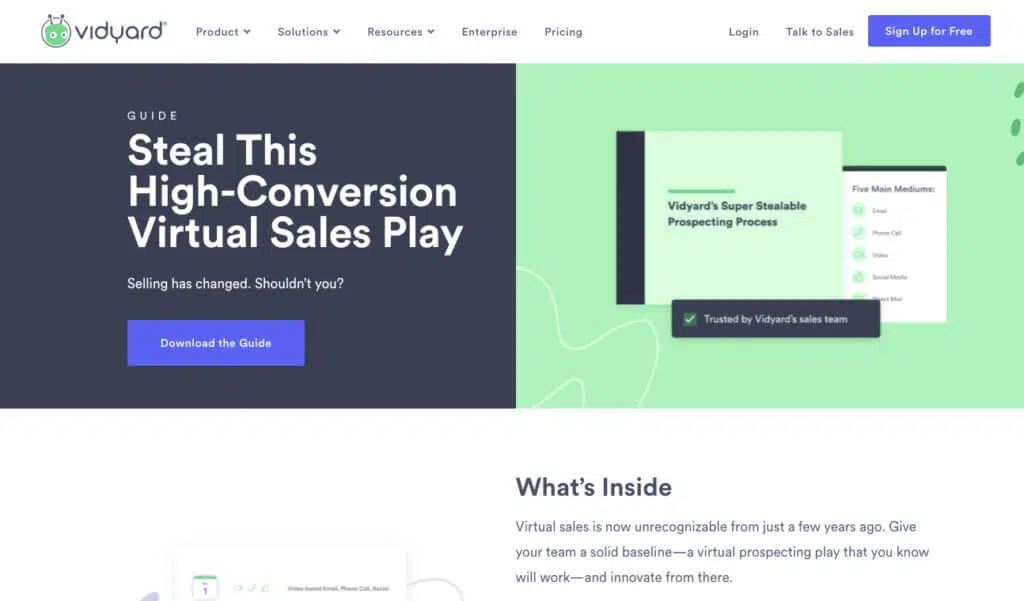 vidyard®
Product
Solutions
Resources
Enterprise
Pricing
Login
Talk to Sales
Sign Up for Free
GUIDE
Steal This
High-Conversion
Virtual Sales Play
Selling has changed. Shouldn't you?
Download the Guide
Vidyard's Super Stealable
Prospecting Process
Five Main Mediums:
Email
Phone Call
Video
Social Media
Direct Mail
Trusted by Vidyard's sales team
What's Inside
Virtual sales is now unrecognizable from just a few years ago. Give
your team a solid baseline—a virtual prospecting play that you know
will work—and innovate from there.
1
Video-based Email, Phone Call, Social